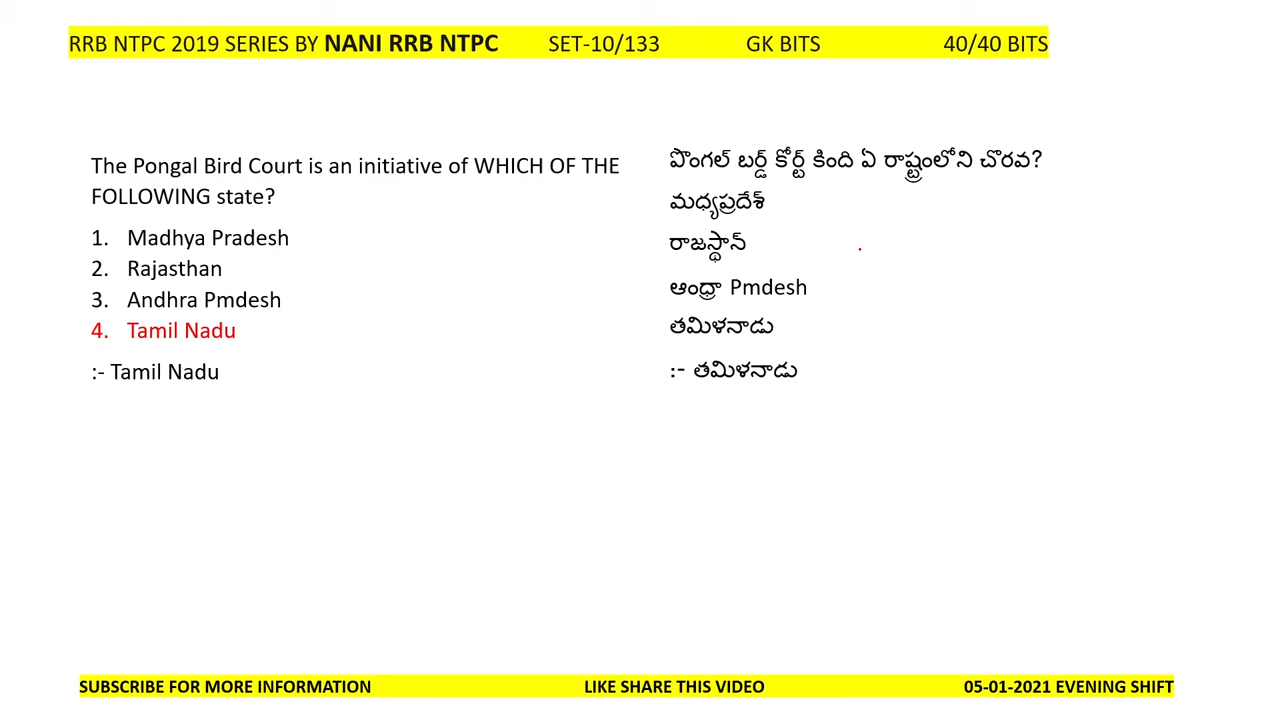 RRB NTPC 2019 SERIES BY NANI RRB NTPC SET-10/133 GK BITS 40/40 BITS
The Pongal Bird Court is an initiative of WHICH OF THE
FOLLOWING state?
1. Madhya Pradesh
2. Rajasthan
3. Andhra Pmdesh
4. Tamil Nadu
:- Tamil Nadu
పొంగల్ బర్డ్ కోర్ట్ కింది ఏ రాష్ట్రంలోని చొరవ?
మధ్యప్రదేశ్
రాజస్థాన్
ఆంధ్రా Pmdesh
తమిళనాడు
:- తమిళనాడు
SUBSCRIBE FOR MORE INFORMATION LIKE SHARE THIS VIDEO 05-01-2021 EVENING SHIFT